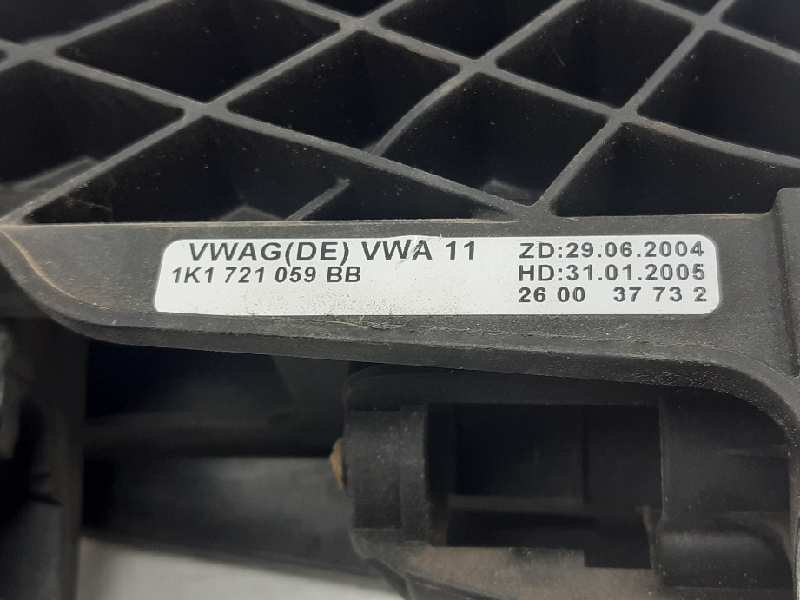 VWAG(DE) VWA 11 ZD:29.06.2004
1K1 721 059 BB HD:31.01.2005
26 00 37 73 2